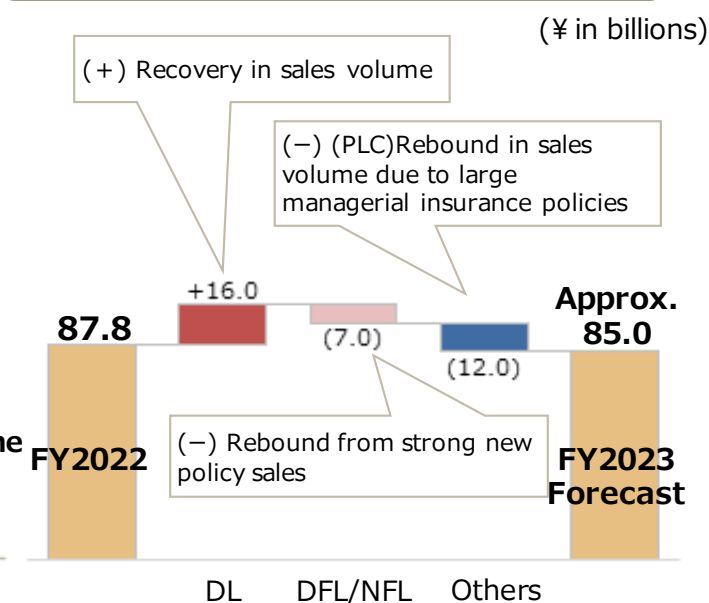 (¥ in billions)
(+) Recovery in sales volume
(−) (PLC)Rebound in sales
volume due to large
managerial insurance policies
+16.0
Approx.
87.8
(7.0)
85.0
(12.0)
(−) Rebound from strong new
policy sales
FY2022
FY2023
Forecast
DL
DFL/NFL
Others